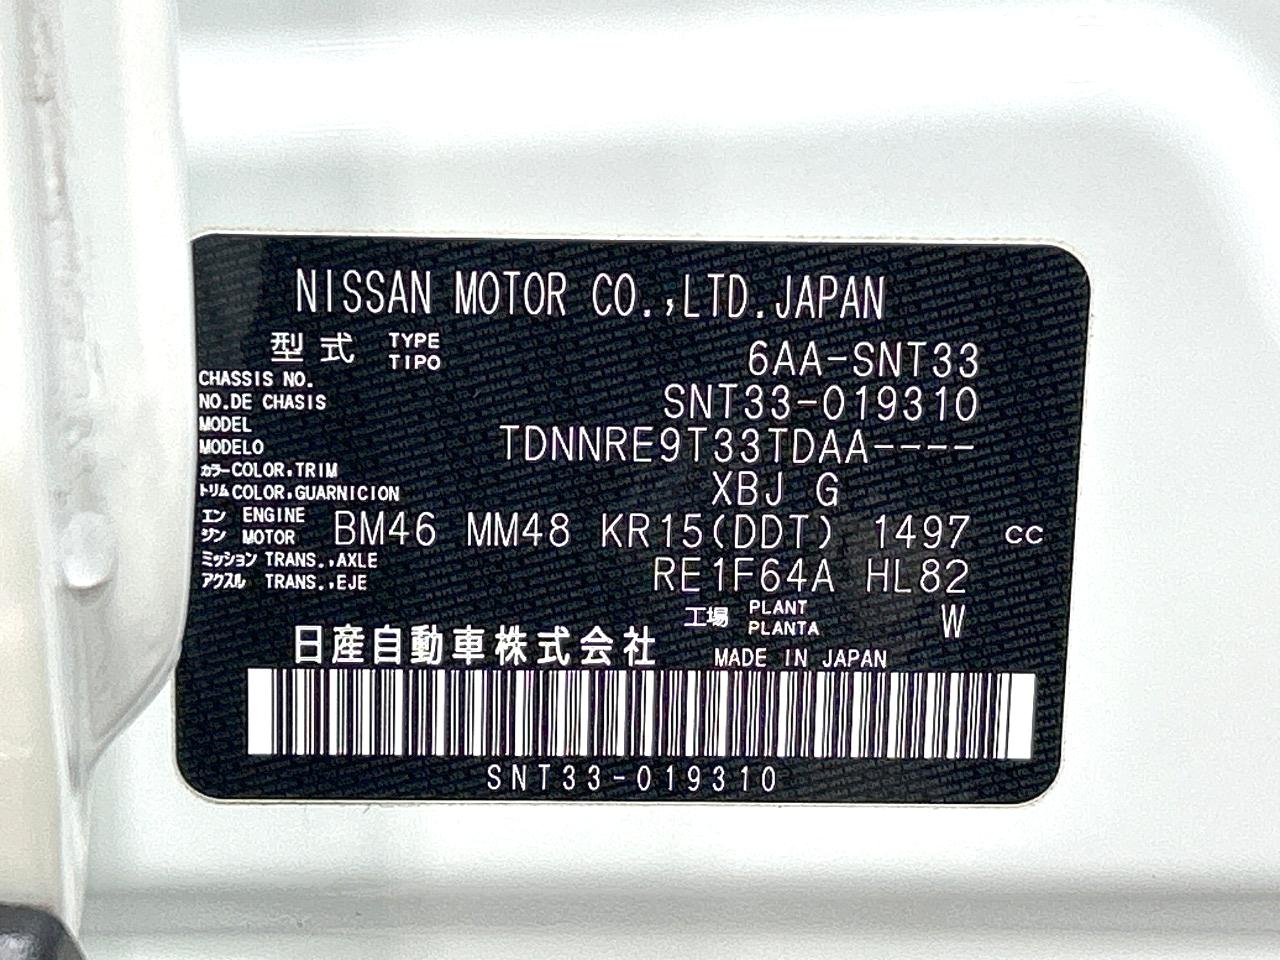 NISSAN MOTOR CO.,LTD.JAPAN
型式 TYPE TIPO 6AA-SNT33
CHASSIS NO.
NO.DE CHASIS SNT33-019310
MODEL
MODELO TDNNRE9T33TDAA----
カラー COLOR,TRIM
トリム COLOR,GUARNICION XBJ G
エンジン ENGINE MOTOR BM46 MM48 KR15(DDT) 1497 cc
ミッション TRANS.,AXLE
アクスル TRANS.,EJE RE1F64A HL82
工場 PLANT PLANTA W
日産自動車株式会社 MADE IN JAPAN
SNT33-019310